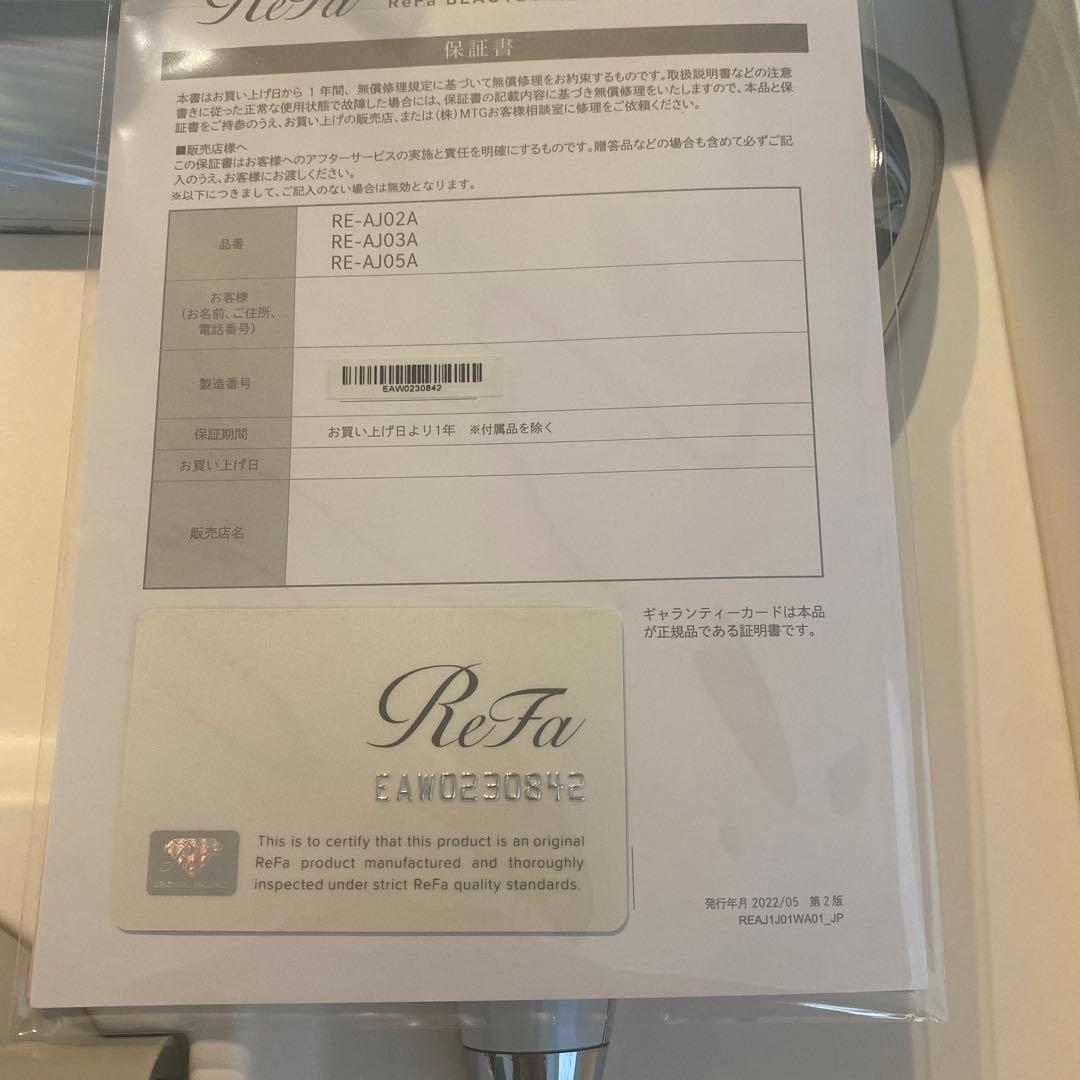 ReFa
保証書
本書はお買い上げ日から 1 年間、無償修理規定に基づいて無償修理をお約束するものです。取扱説明書などの注意
書きに従った正常な使用状態で故障した場合には、保証書の記載内容に基づき無償修理をいたしますので、本品と保
証書をご持参のうえ、お買い上げの販売店、または(株)MTGお客様相談室に修理をご依頼ください。
■販売店様へ
この保証書はお客様へのアフターサービスの実施と責任を明確にするものです。贈答品などの場合も含めて必ずご記
入のうえ、お客様にお渡しください。
※以下につきまして、ご記入のない場合は無効となります。
品番
RE-AJ02A
RE-AJ03A
RE-AJ05A
お客様
(お名前、ご住所、
電話番号)
製造番号
EAW0230842
保証期間
お買い上げ日より1年 ※付属品を除く
お買い上げ日
販売店名
ギャランティーカードは本品
が正規品である証明書です。
ReFa
EAW0230842
This is to certify that this product is an original
ReFa product manufactured and thoroughly
inspected under strict ReFa quality standards.
発行年月 2022/05 第2版
REAJ1J01WA01_JP